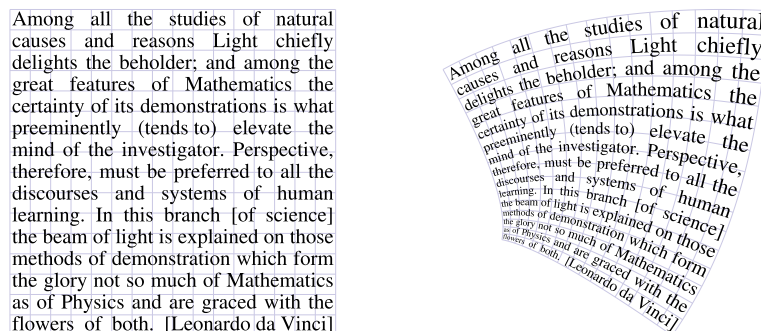 Among all the studies of natural
causes and reasons Light chiefly
delights the beholder; and among the
great features of Mathematics the
certainty of its demonstrations is what
preeminently (tends to) elevate the
mind of the investigator. Perspective,
therefore, must be preferred to all the
discourses and systems of human
learning. In this branch [of science]
the beam of light is explained on those
methods of demonstration which form
the glory not so much of Mathematics
as of Physics and are graced with the
flowers of both. [Leonardo da Vinci]
Among all the studies of natural
causes and reasons Light chiefly
delights the beholder; and among the
great features of Mathematics the
certainty of its demonstrations is what
preeminently (tends to) elevate the
mind of the investigator. Perspective,
therefore, must be preferred to all the
discourses and systems of human
learning. In this branch [of science]
the beam of light is explained on those
methods of demonstration which form
the glory not so much of Mathematics
as of Physics and are graced with the
flowers of both. [Leonardo da Vinci]